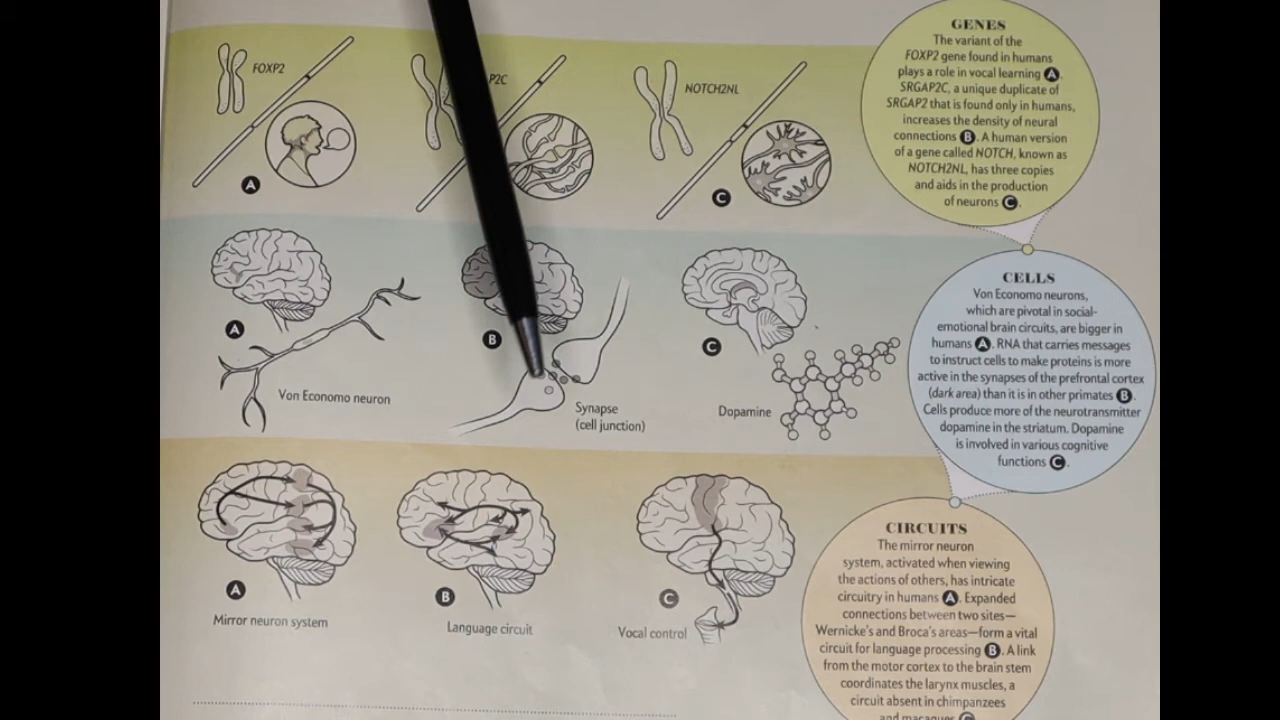 FOXP2
A
P2C
NOTCH2NL
C
GENES
The variant of the
FOXP2 gene found in humans
plays a role in vocal learning A.
SRGAP2C, a unique duplicate of
SRGAP2 that is found only in humans,
increases the density of neural
connections B. A human version
of a gene called NOTCH, known as
NOTCH2NL, has three copies
and aids in the production
of neurons C.
A
Von Economo neuron
B
Synapse
(cell junction)
C
Dopamine
CELLS
Von Economo neurons,
which are pivotal in social-
emotional brain circuits, are bigger in
humans A. RNA that carries messages
to instruct cells to make proteins is more
active in the synapses of the prefrontal cortex
(dark area) than it is in other primates B.
Cells produce more of the neurotransmitter
dopamine in the striatum. Dopamine
is involved in various cognitive
functions C.
A
Mirror neuron system
B
Language circuit
C
Vocal control
CIRCUITS
The mirror neuron
system, activated when viewing
the actions of others, has intricate
circuitry in humans A. Expanded
connections between two sites—
Wernicke's and Broca's areas—form a vital
circuit for language processing B. A link
from the motor cortex to the brain stem
coordinates the larynx muscles, a
circuit absent in chimpanzees
and macaques C